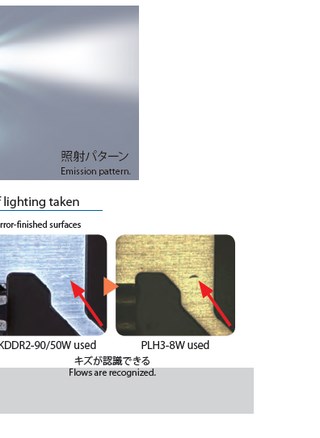 照射パターン
Emission pattern.
lighting taken
rror-finished surfaces
KDDR2-90/50W used
PLH3-8W used
キズが認識できる
Flows are recognized.